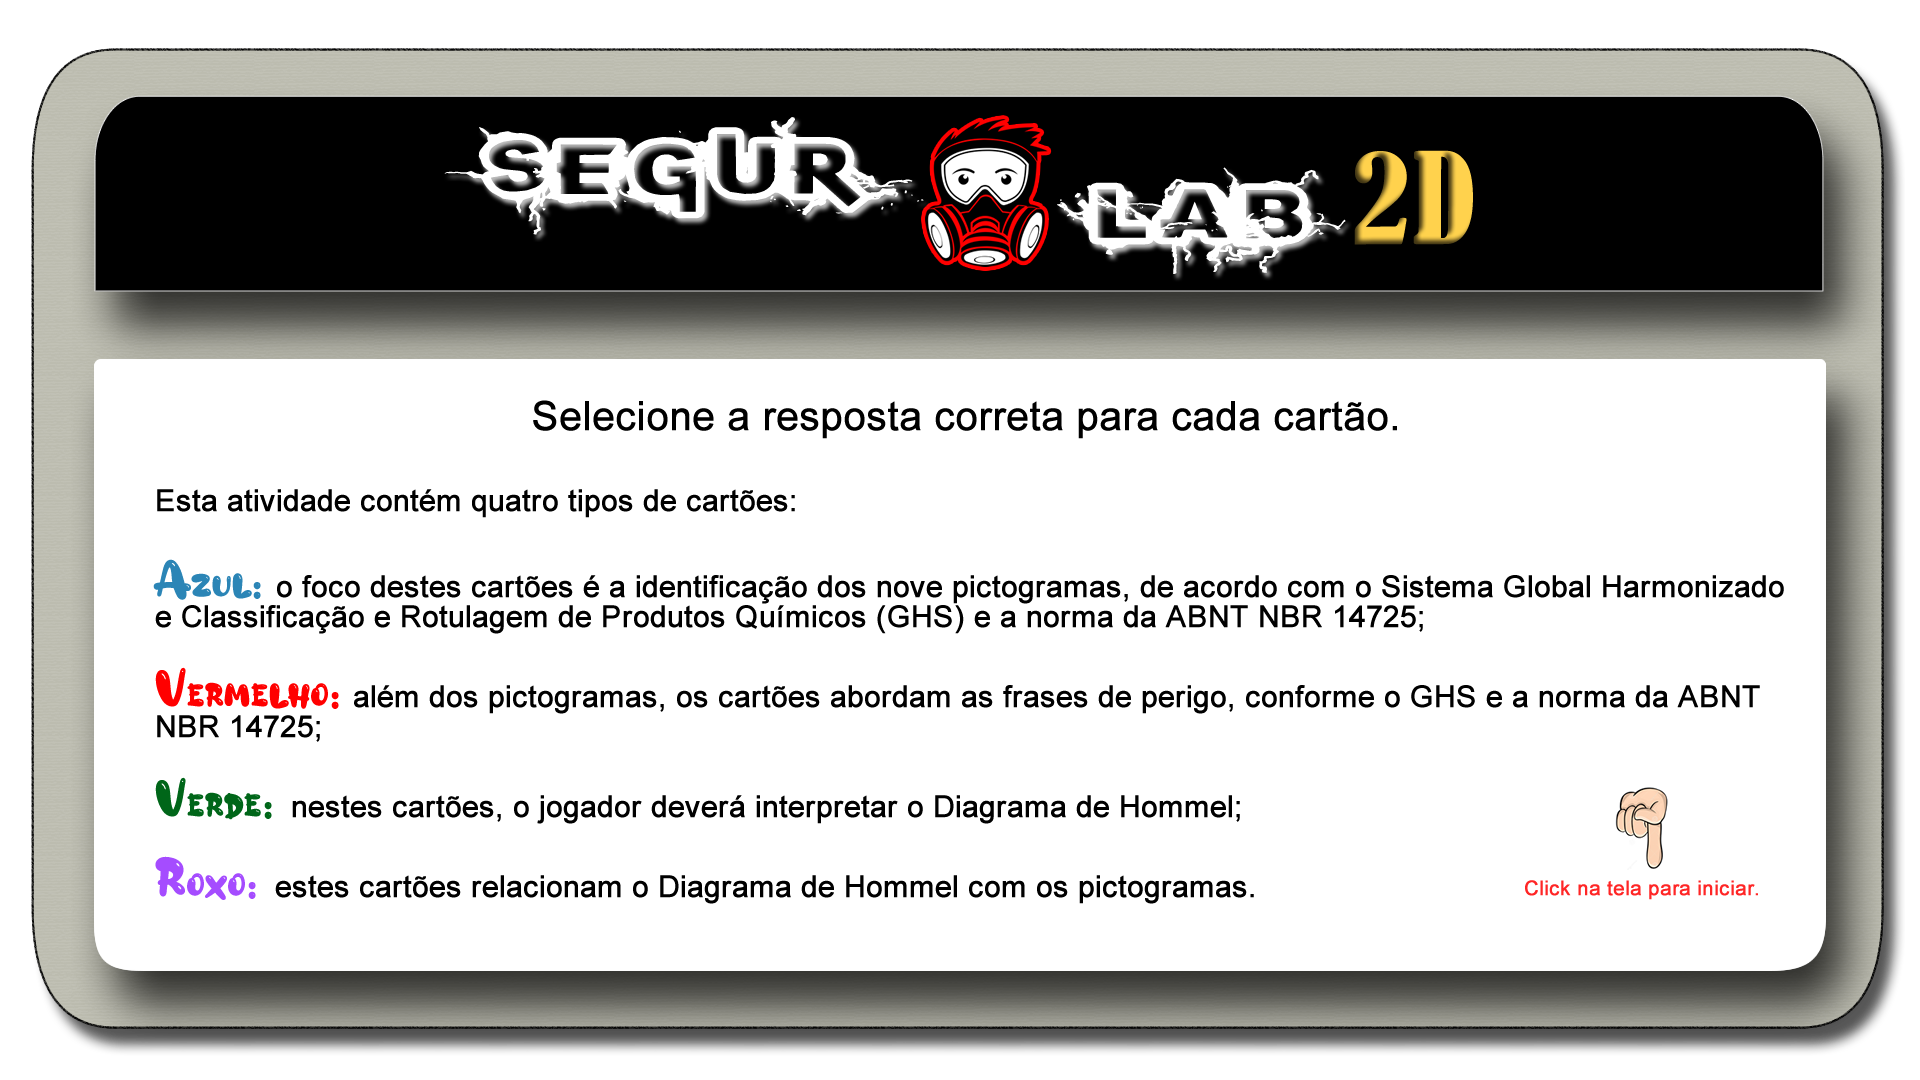 SEGUR LAB 2D
Selecione a resposta correta para cada cartão.
Esta atividade contém quatro tipos de cartões:
Azul: o foco destes cartões é a identificação dos nove pictogramas, de acordo com o Sistema Global Harmonizado
e Classificação e Rotulagem de Produtos Químicos (GHS) e a norma da ABNT NBR 14725;
Vermelho: além dos pictogramas, os cartões abordam as frases de perigo, conforme o GHS e a norma da ABNT
NBR 14725;
Verde: nestes cartões, o jogador deverá interpretar o Diagrama de Hommel;
Roxo: estes cartões relacionam o Diagrama de Hommel com os pictogramas.
Click na tela para iniciar.